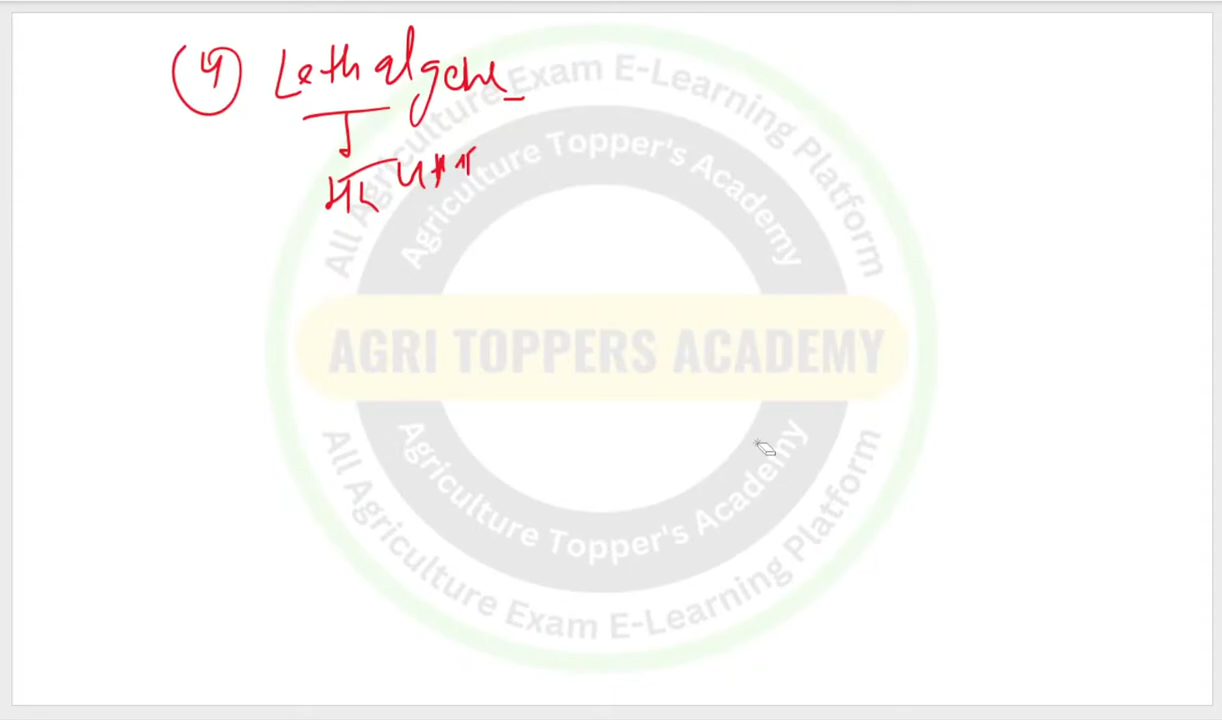 (4) Lethal gene
All Agriculture Exam E-Learning Platform
Agriculture Topper's Academy
AGRI TOPPERS ACADEMY
Agriculture Topper's Academy
All Agriculture Exam E-Learning Platform